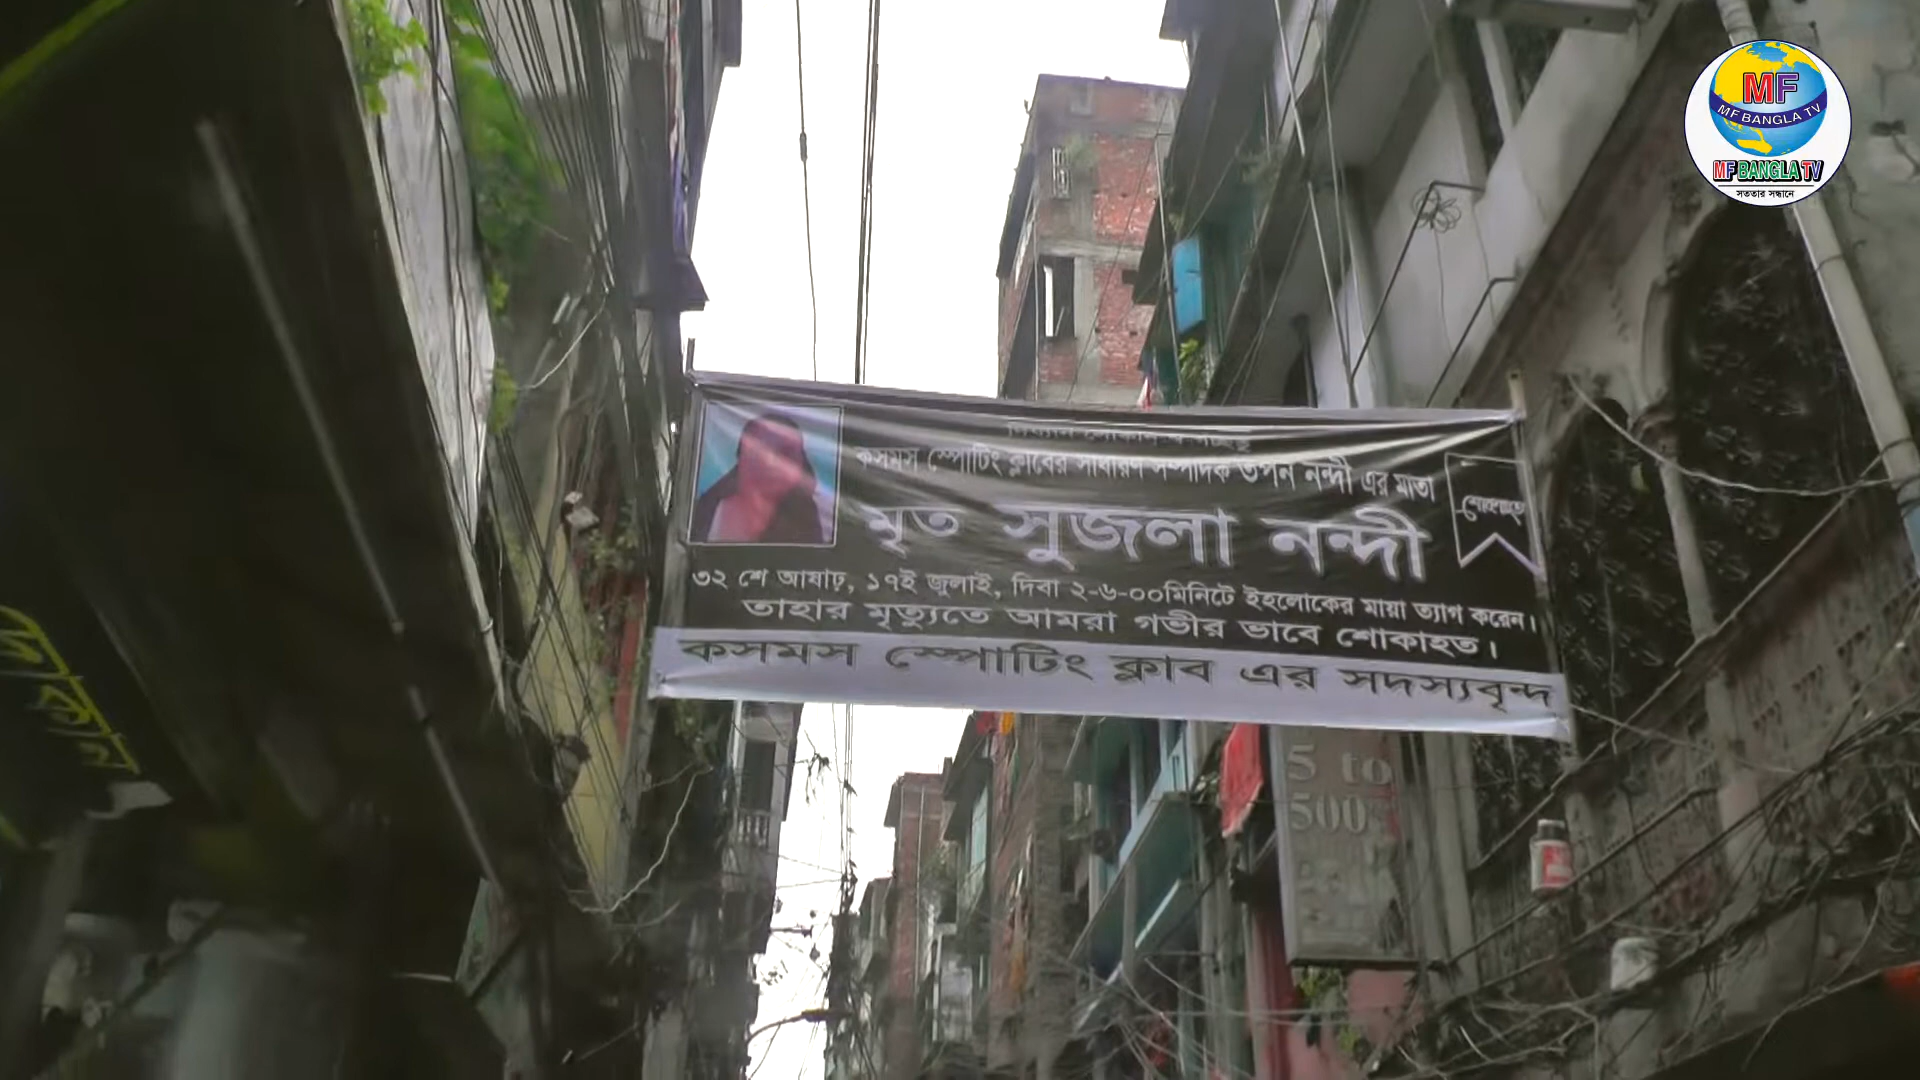 MF
MF BANGLA TV
MF BANGLA TV
সততার সন্ধানে
কসমস স্পোটিং ক্লাবের সাধারণ সম্পাদক তপন নন্দী এর মাতা
মৃত সুজলা নন্দী
৩২ শে আষাঢ়, ১৭ই জুলাই, দিবা ২-৬-০০মিনিটে ইহলোকের মায়া ত্যাগ করেন।
তাহার মৃত্যুতে আমরা গভীর ভাবে শোকাহত।
কসমস স্পোটিং ক্লাব এর সদস্যবৃন্দ
5 to
500